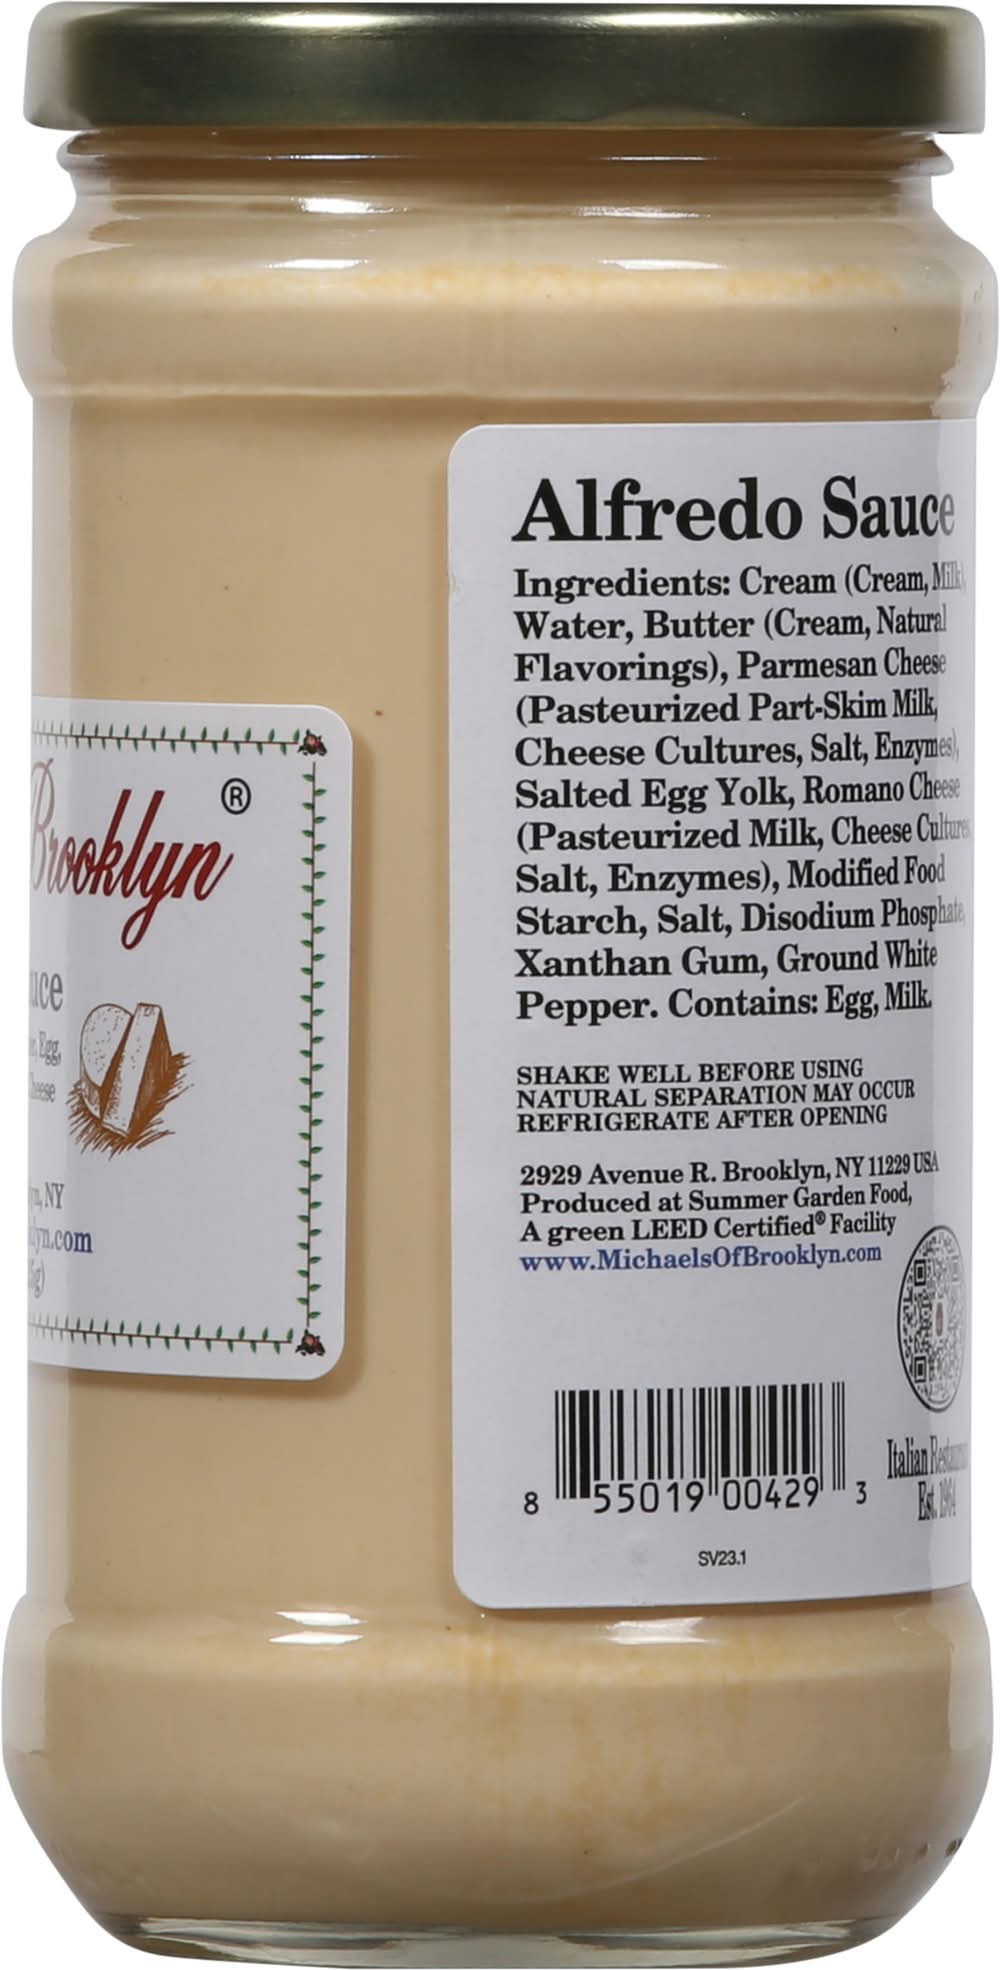 Brooklyn®
Egg,
NY
Alfredo Sauce
Ingredients: Cream (Cream, Milk),
Water, Butter (Cream, Natural
Flavorings), Parmesan Cheese
(Pasteurized Part-Skim Milk,
Cheese Cultures, Salt, Enzymes),
Salted Egg Yolk, Romano Cheese
(Pasteurized Milk, Cheese Cultures
Salt, Enzymes), Modified Food
Starch, Salt, Disodium Phosphate,
Xanthan Gum, Ground White
Pepper. Contains: Egg, Milk.
SHAKE WELL BEFORE USING
NATURAL SEPARATION MAY OCCUR
REFRIGERATE AFTER OPENING
2929 Avenue R. Brooklyn, NY 11229 USA
Produced at Summer Garden Food,
A green LEED Certified® Facility
www.MichaelsOfBrooklyn.com
8 55019 00429 3
Italian
Est. 1964
SV23.1